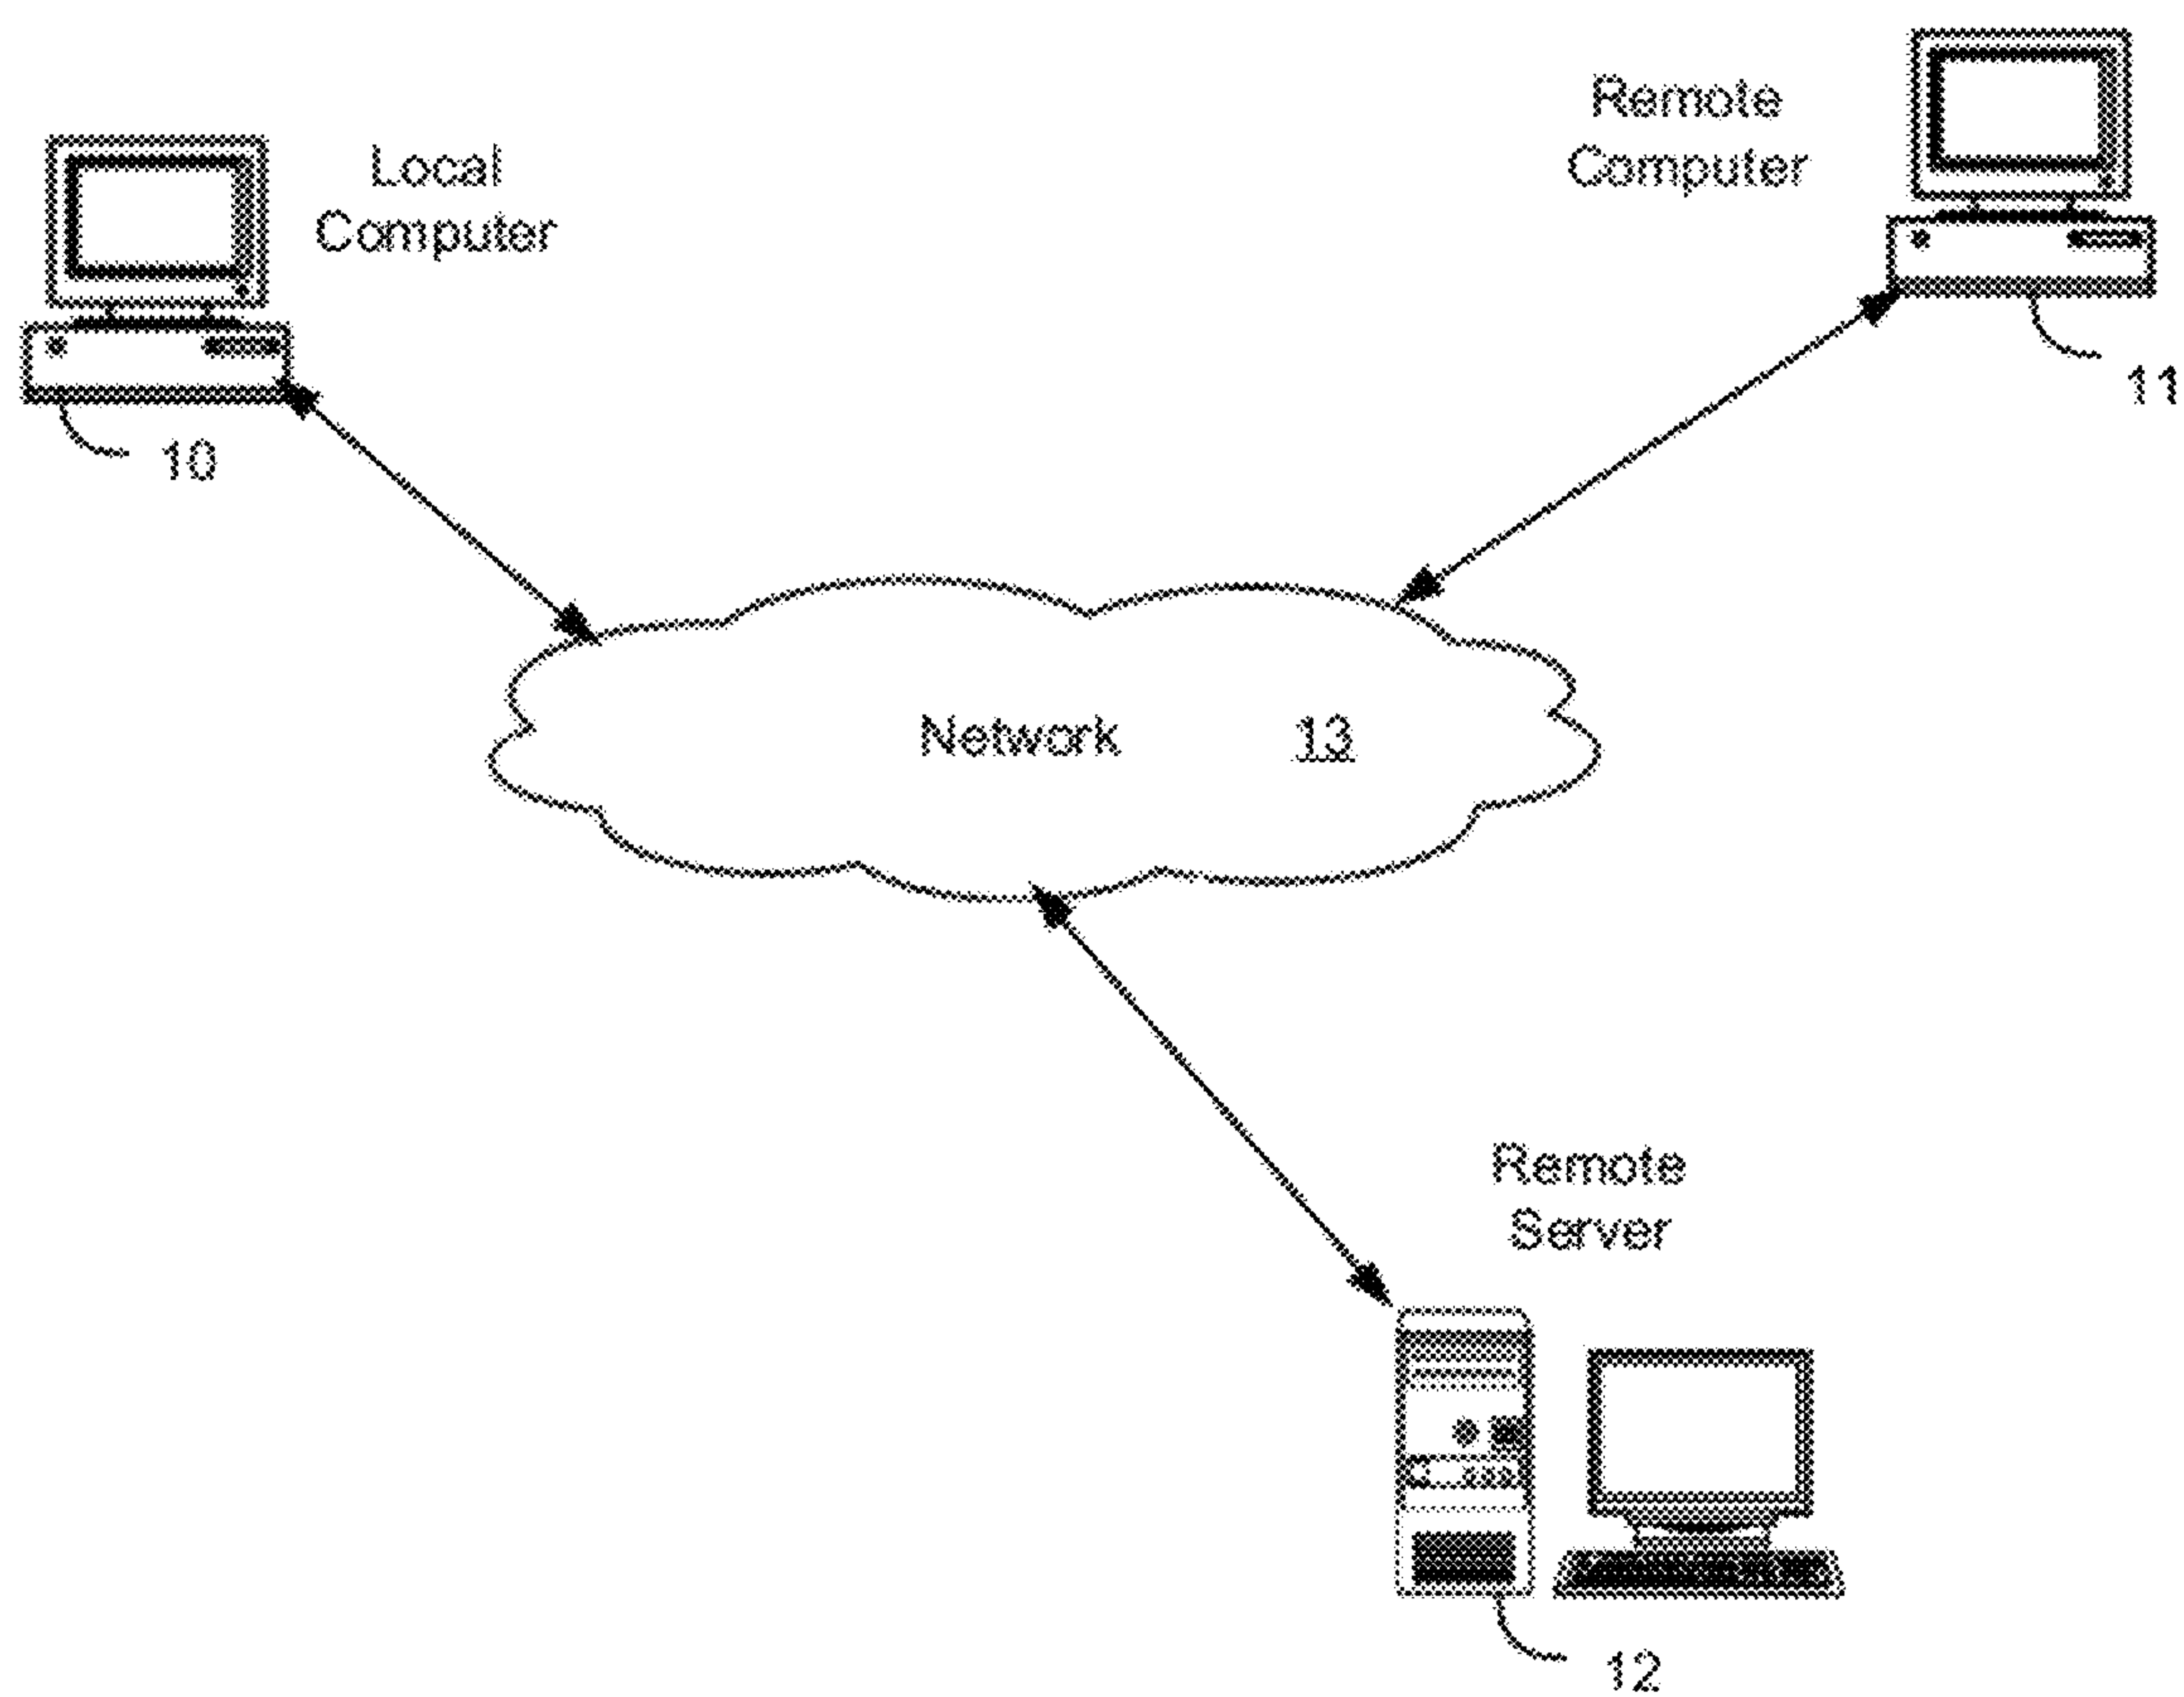 Remote
Computer
Local
Computer
11
10
Network 13
Remote
Server
12